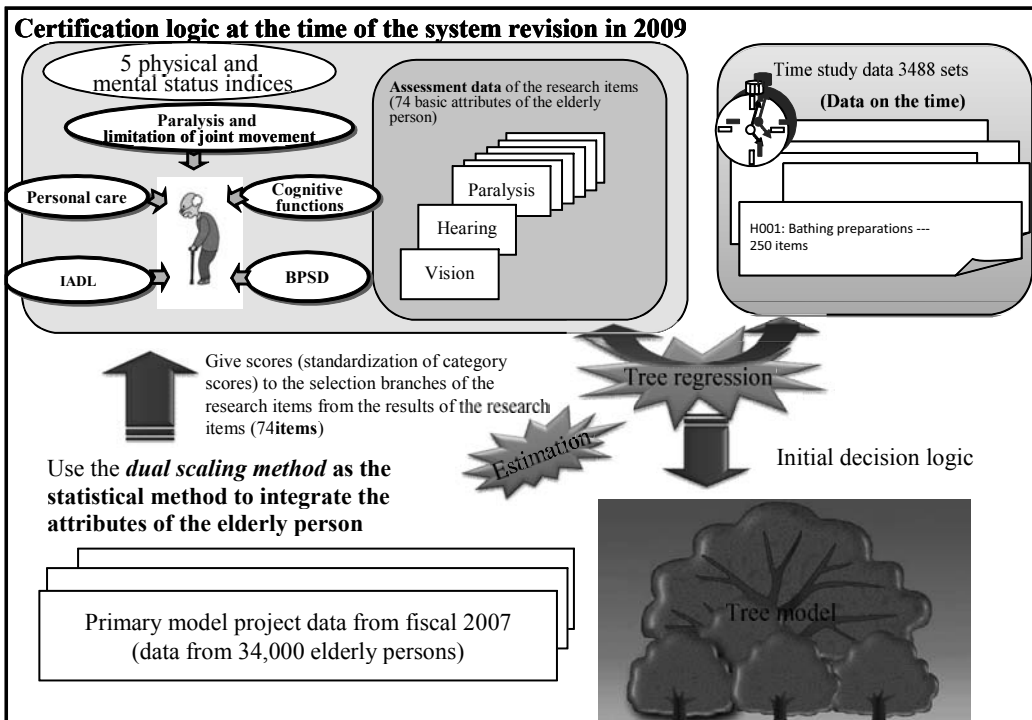 Certification logic at the time of the system revision in 2009
5 physical and
mental status indices
Paralysis and
limitation of joint movement
Personal care
Cognitive
functions
IADL
BPSD
Assessment data of the research items
(74 basic attributes of the elderly
person)
Paralysis
Hearing
Vision
Time study data 3488 sets
(Data on the time)
H001: Bathing preparations ---
250 items
Give scores (standardization of category
scores) to the selection branches of the
research items from the results of the research
items (74items)
Tree regression
Estimation
Initial decision logic
Use the dual scaling method as the
statistical method to integrate the
attributes of the elderly person
Primary model project data from fiscal 2007
(data from 34,000 elderly persons)
Tree model